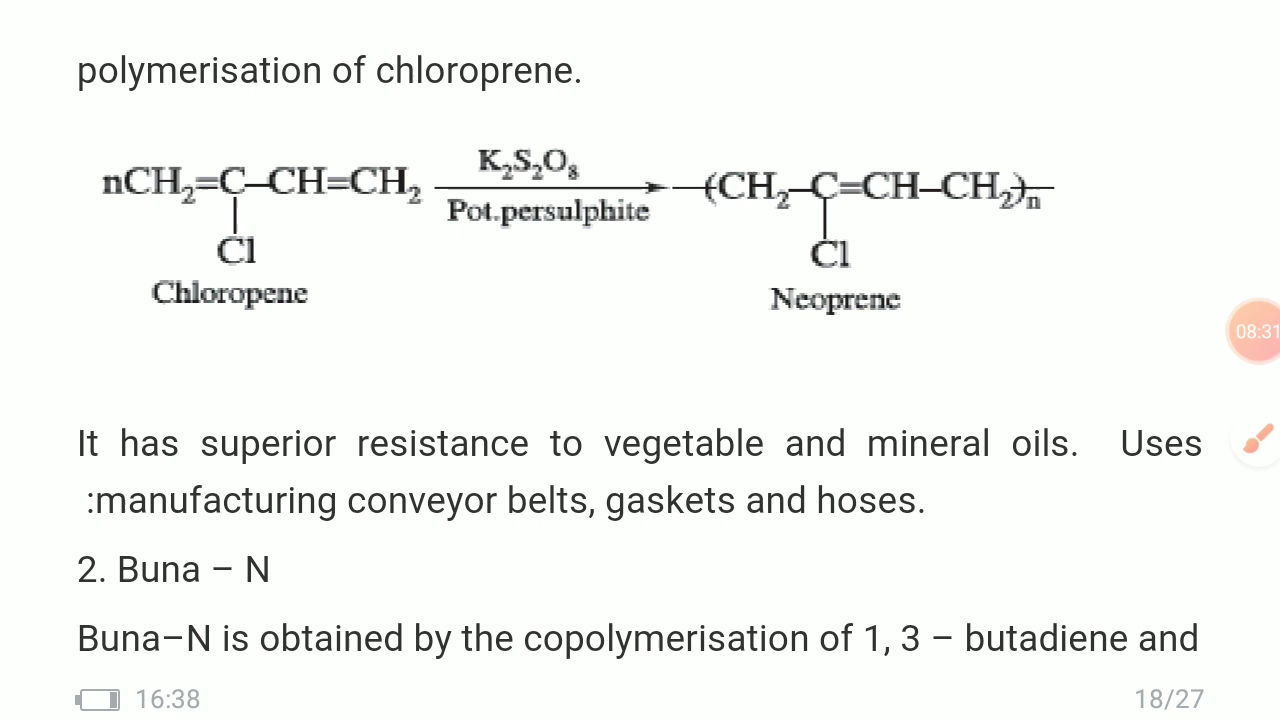 polymerisation of chloroprene.
K₂S₂O₈
nCH₂=C–CH=CH₂ –(CH₂–C=CH–CH₂)ₙ–
Pot.persulphite
Cl Cl
Chloropene Neoprene
08:31
It has superior resistance to vegetable and mineral oils. Uses
:manufacturing conveyor belts, gaskets and hoses.
2. Buna – N
Buna–N is obtained by the copolymerisation of 1, 3 – butadiene and
16:38 18/27